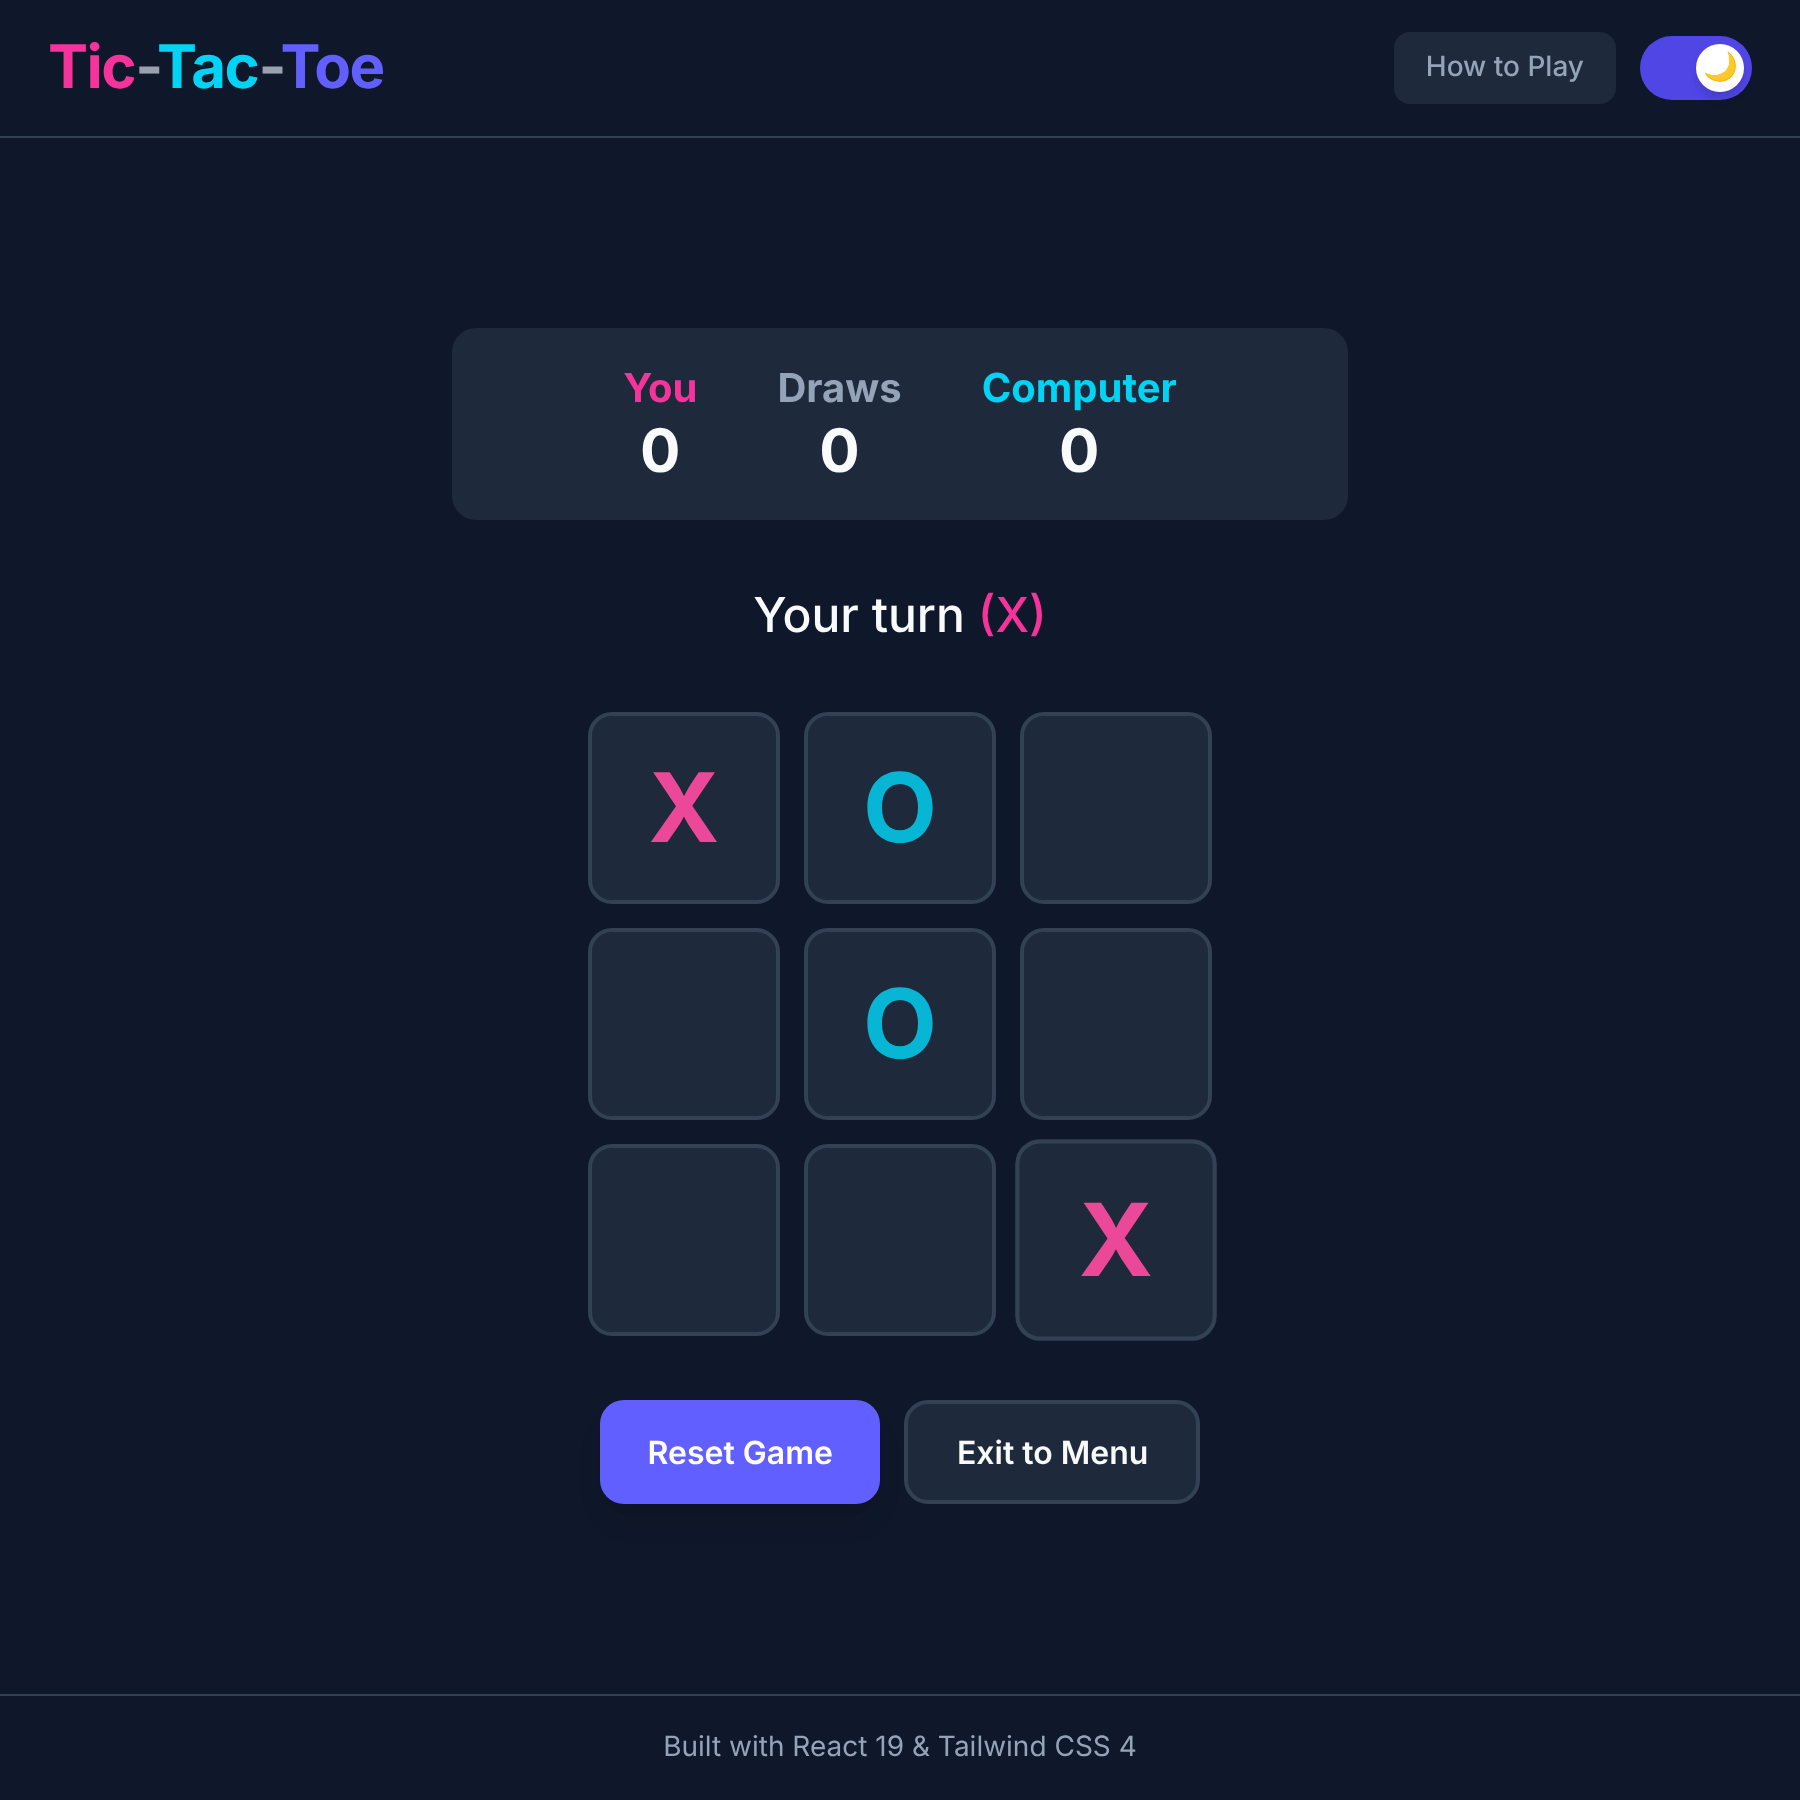 Tic-Tac-Toe
How to Play
You Draws Computer
0 0 0
Your turn (X)
X O
O
X
Reset Game Exit to Menu
Built with React 19 & Tailwind CSS 4